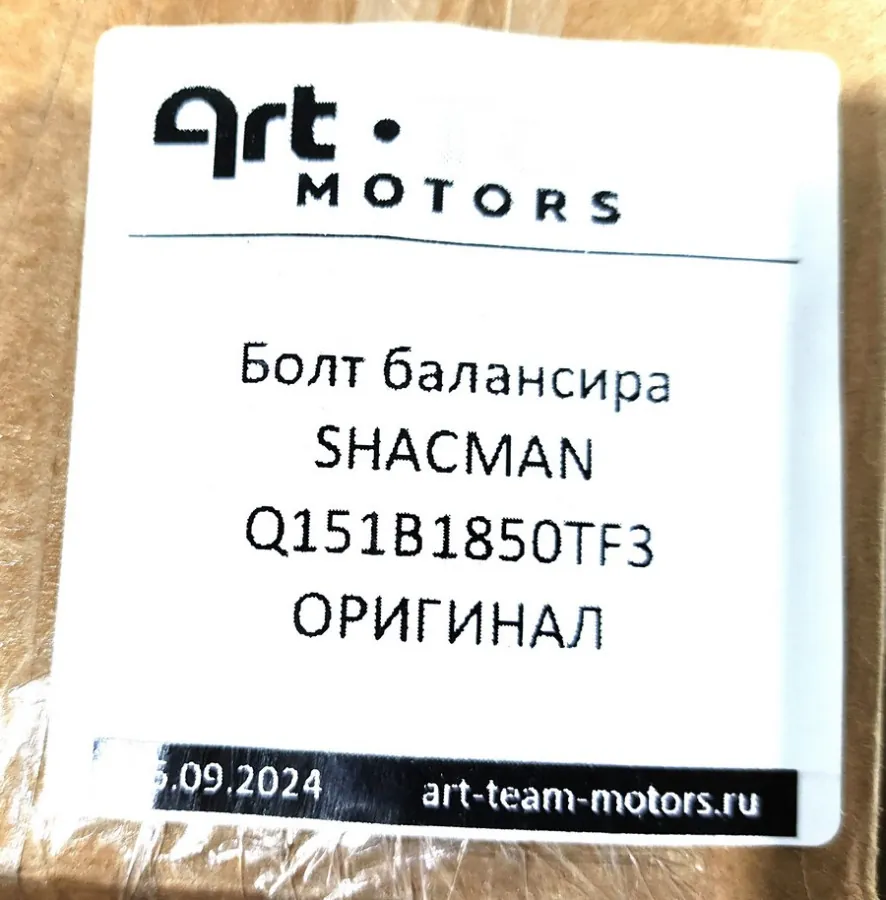 art.
MOTORS
Болт балансира
SHACMAN
Q151B1850TF3
ОРИГИНАЛ
art-team-motors.ru